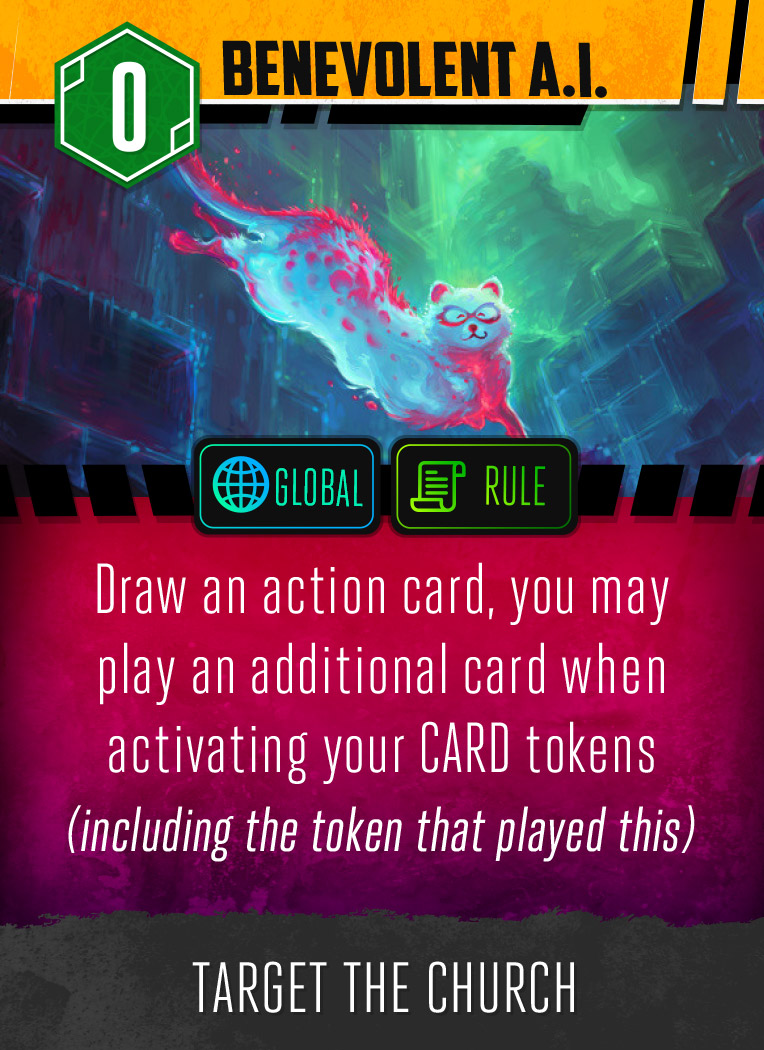 0
BENEVOLENT A.I.
GLOBAL
RULE
Draw an action card, you may
play an additional card when
activating your CARD tokens
(including the token that played this)
TARGET THE CHURCH